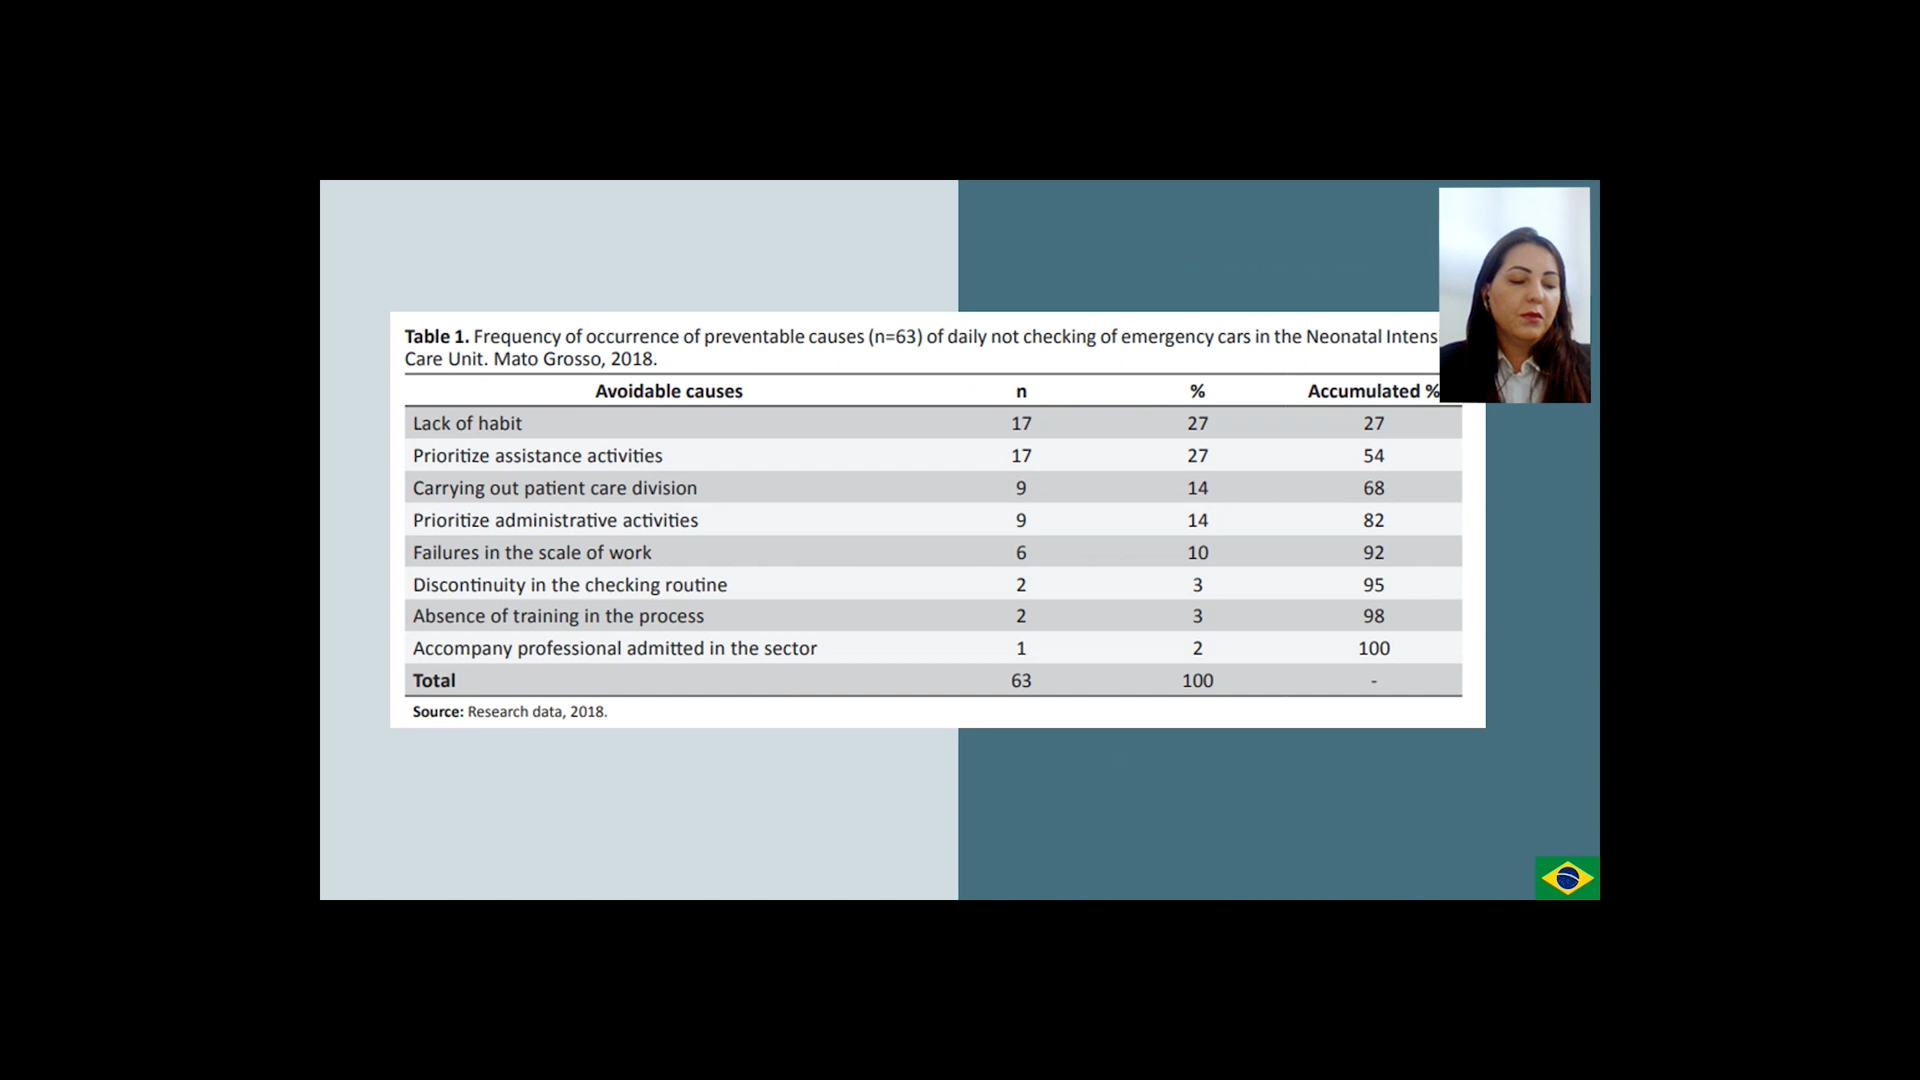 Table 1. Frequency of occurrence of preventable causes (n=63) of daily not checking of emergency cars in the Neonatal
Care Unit. Mato Grosso, 2018.
Avoidable causes n % Accumulated %
Lack of habit 17 27 27
Prioritize assistance activities 17 27 54
Carrying out patient care division 9 14 68
Prioritize administrative activities 9 14 82
Failures in the scale of work 6 10 92
Discontinuity in the checking routine 2 3 95
Absence of training in the process 2 3 98
Accompany professional admitted in the sector 1 2 100
Total 63 100 -
Source: Research data, 2018.